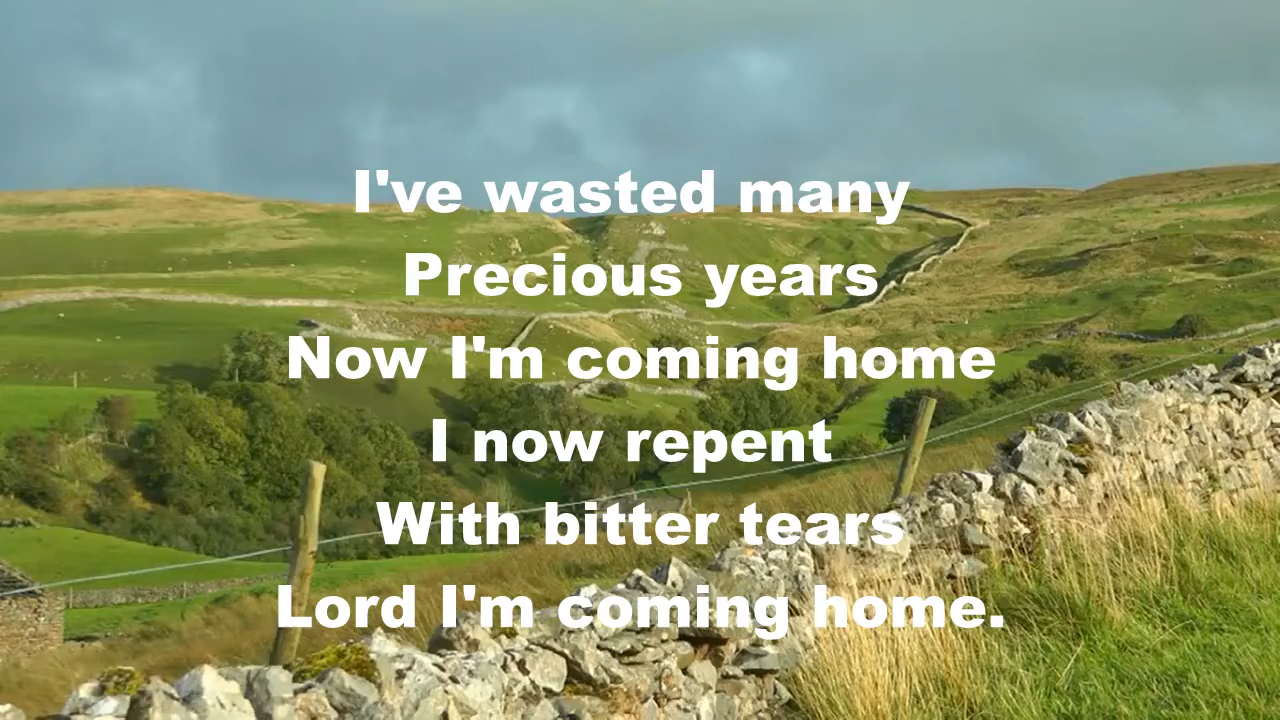 I've wasted many
Precious years
Now I'm coming home
I now repent
With bitter tears
Lord I'm coming home.